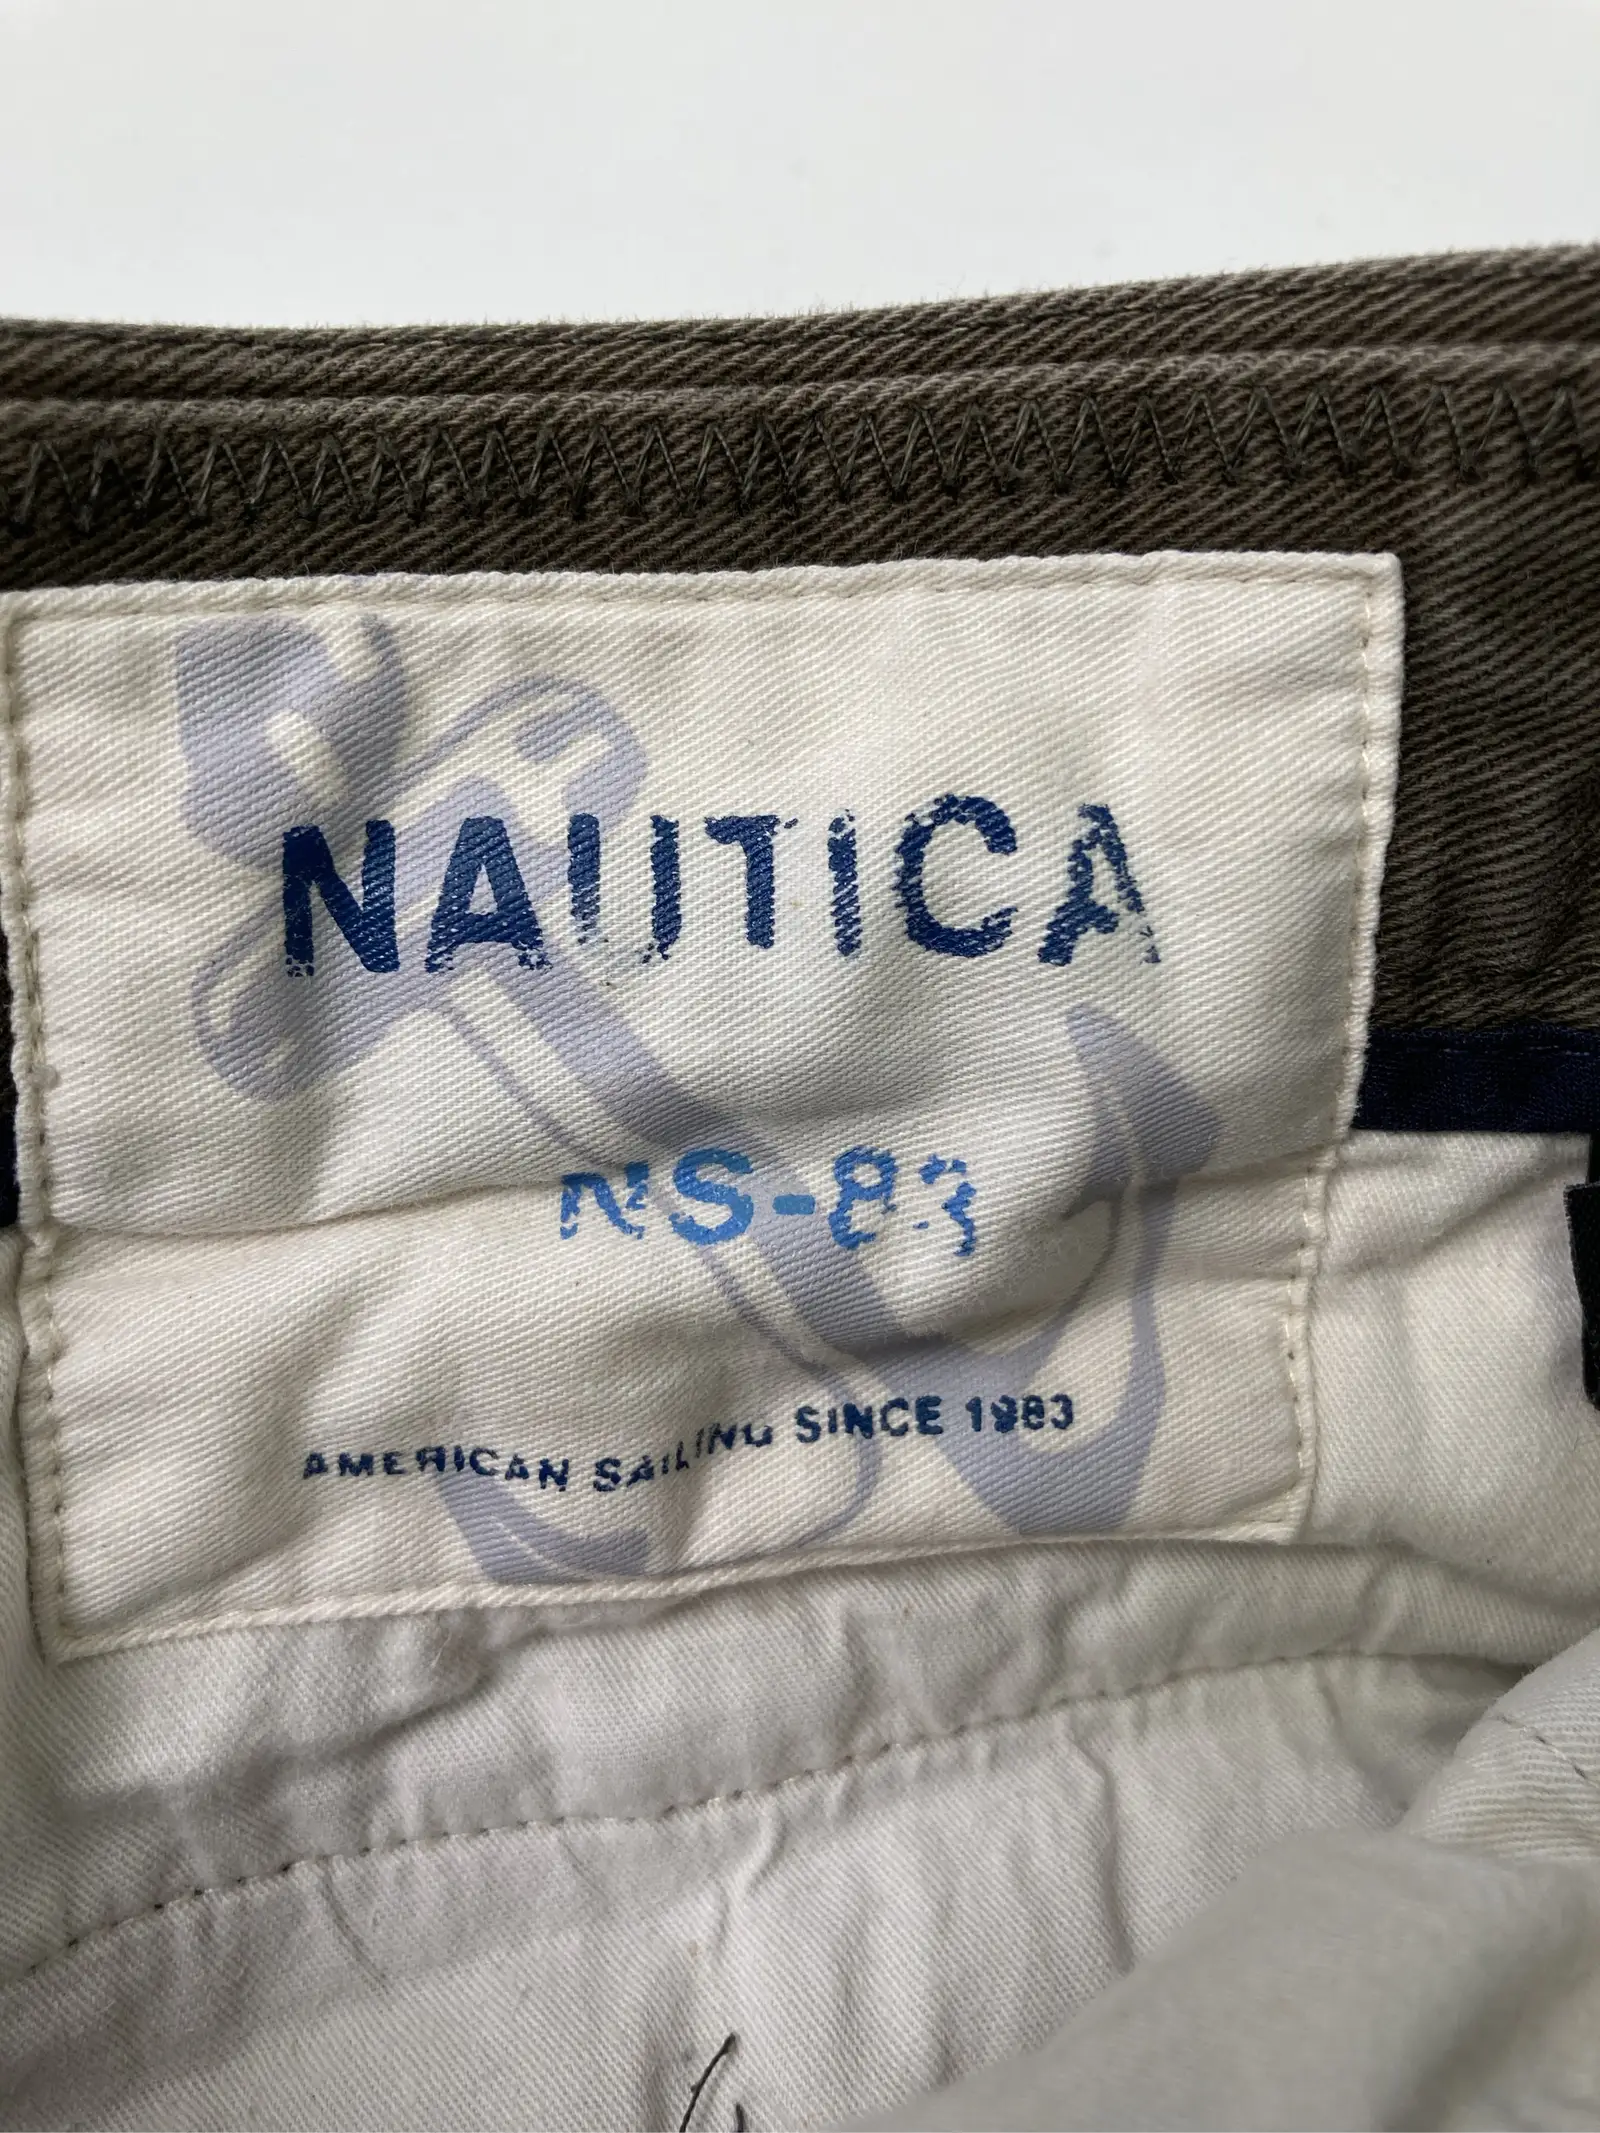 NAUTICA
NS-83
AMERICAN SAILING SINCE 1983